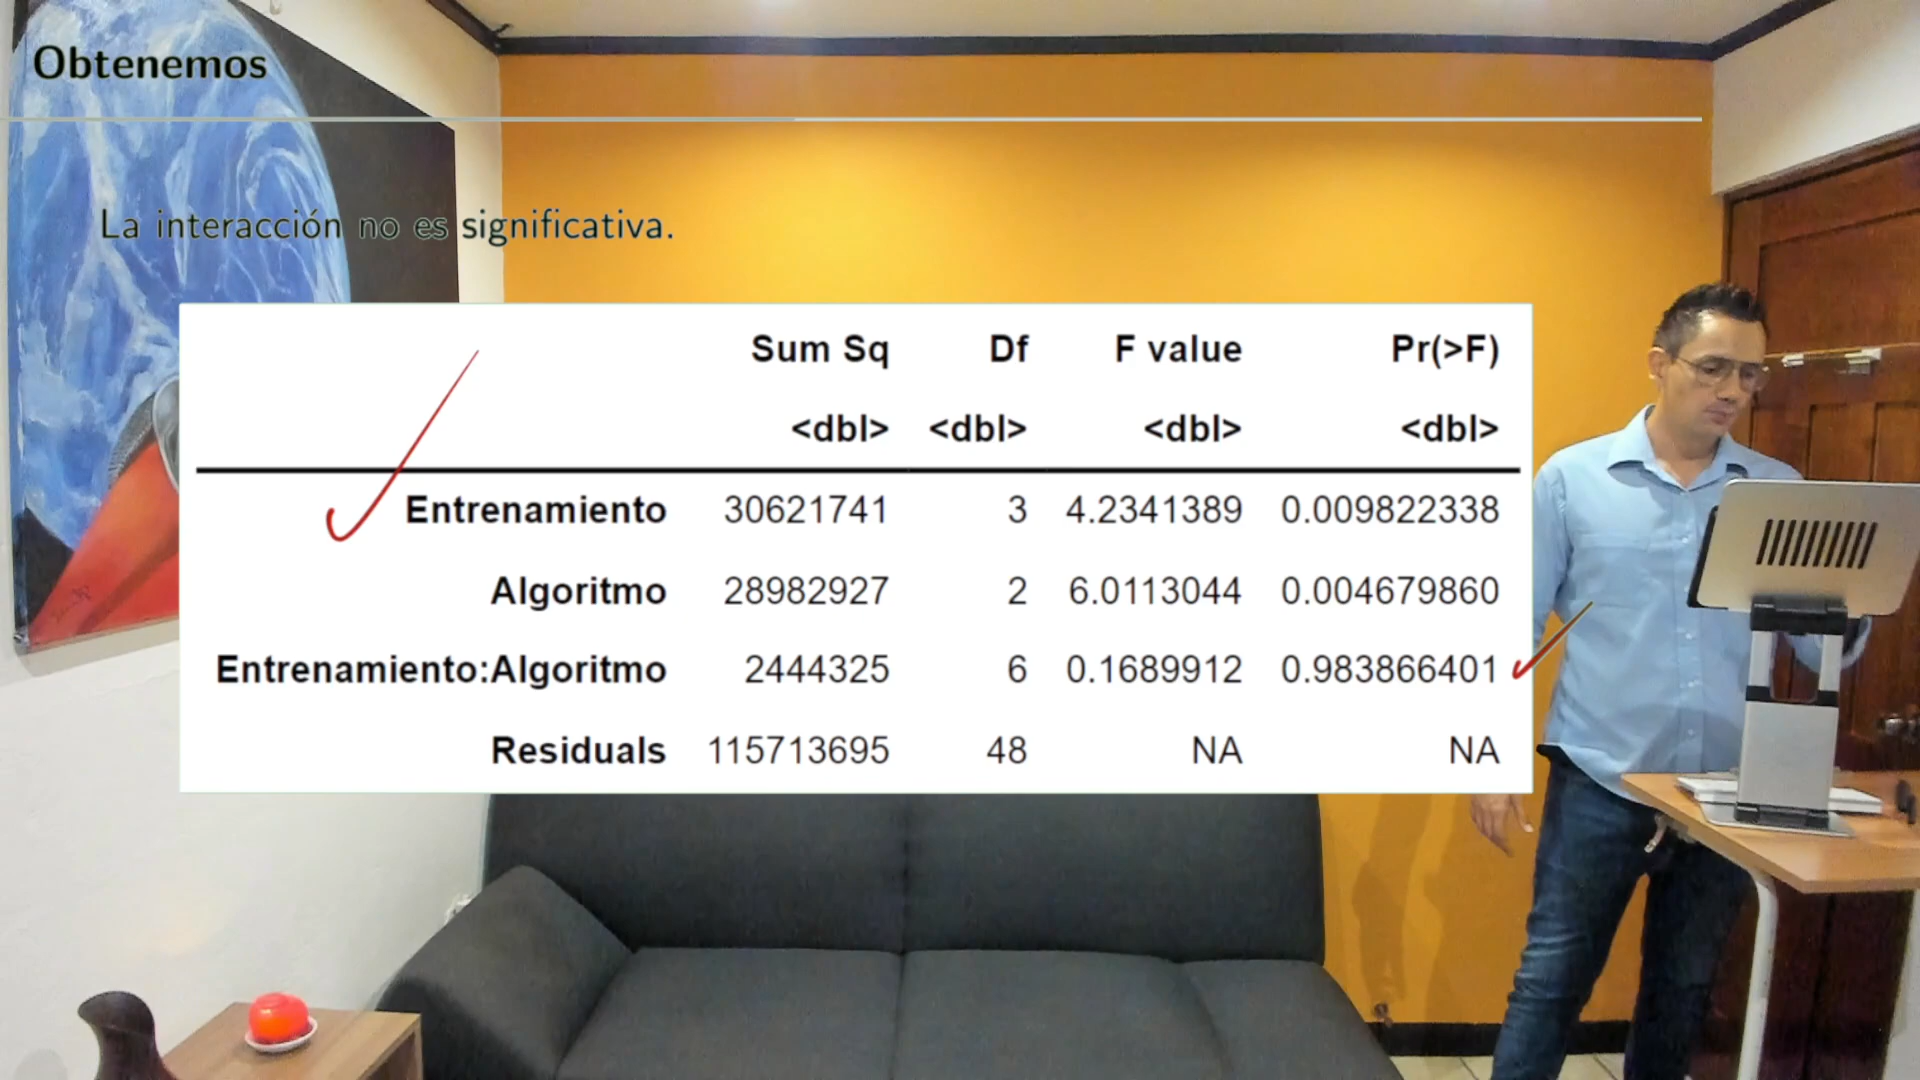 Obtenemos
La interacción no es significativa.
Sum Sq Df F value Pr(>F)
<dbl> <dbl> <dbl> <dbl>
Entrenamiento 30621741 3 4.2341389 0.009822338
Algoritmo 28982927 2 6.0113044 0.004679860
Entrenamiento:Algoritmo 2444325 6 0.1689912 0.983866401
Residuals 115713695 48 NA NA